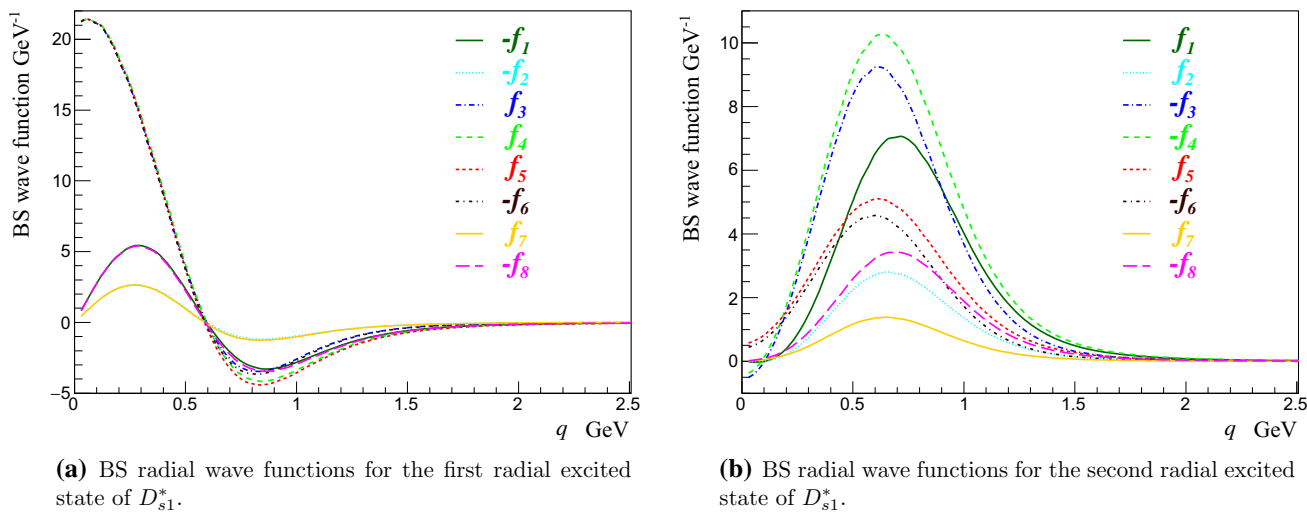 BS wave function GeV⁻¹
20
15
10
5
0
−5
0
0.5
1
1.5
2
2.5
q GeV
-f1
-f2
f3
f4
f5
-f6
f7
-f8
(a) BS radial wave functions for the first radial excited
state of D*s1.
BS wave function GeV⁻¹
10
8
6
4
2
0
0
0.5
1
1.5
2
2.5
q GeV
f1
f2
-f3
-f4
f5
-f6
f7
-f8
(b) BS radial wave functions for the second radial excited
state of D*s1.